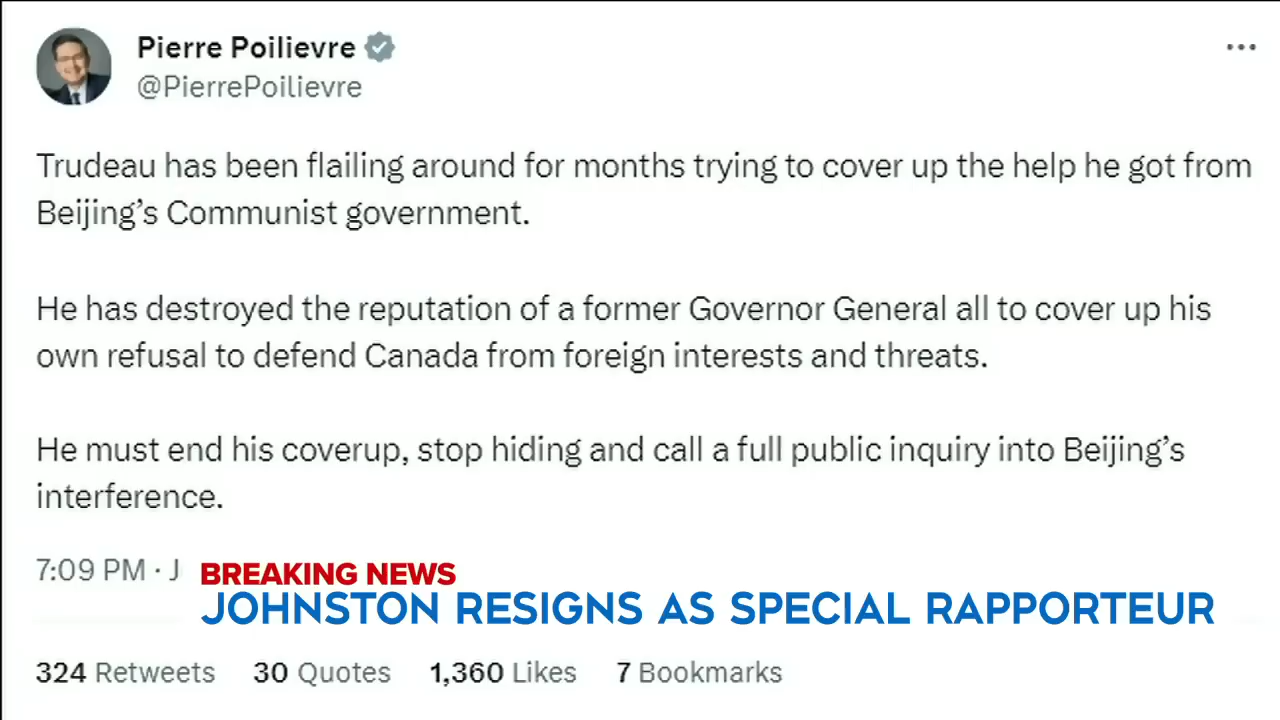 Pierre Poilievre
@PierrePoilievre
Trudeau has been flailing around for months trying to cover up the help he got from
Beijing’s Communist government.
He has destroyed the reputation of a former Governor General all to cover up his
own refusal to defend Canada from foreign interests and threats.
He must end his coverup, stop hiding and call a full public inquiry into Beijing’s
interference.
7:09 PM · J
BREAKING NEWS
JOHNSTON RESIGNS AS SPECIAL RAPPORTEUR
324 Retweets 30 Quotes 1,360 Likes 7 Bookmarks